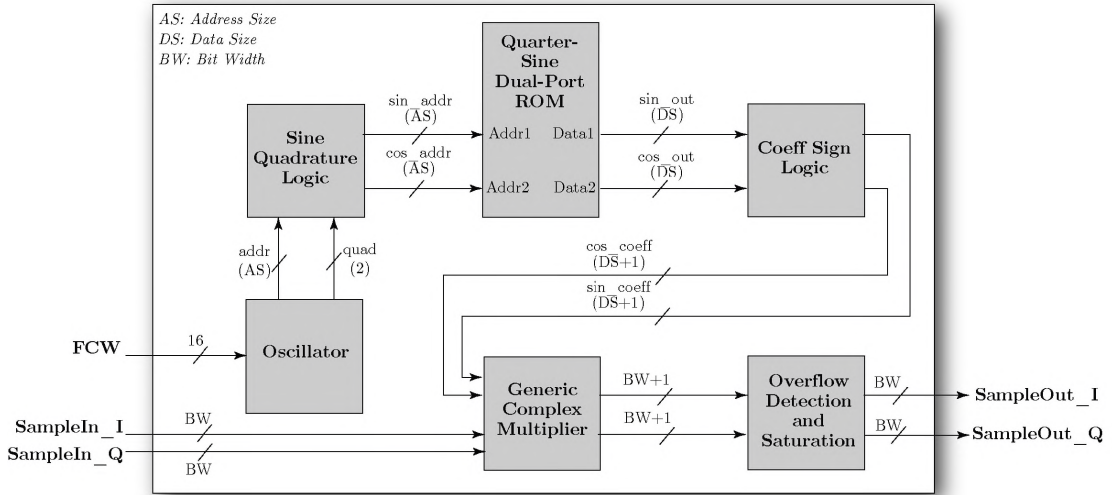 AS: Address Size
DS: Data Size
BW: Bit Width
Quarter-
Sine
Dual-Port
ROM
sin_addr
(AS)
sin_out
(DS)
Sine
Quadrature
Logic
Addr1
Data1
Coeff Sign
Logic
cos_addr
(AS)
cos_out
(DS)
Addr2
Data2
addr
(AS)
quad
(2)
cos_coeff
(DS+1)
sin_coeff
(DS+1)
FCW
16
Oscillator
Generic
Complex
Multiplier
BW+1
BW+1
Overflow
Detection
and
Saturation
BW
SampleOut_I
BW
SampleOut_Q
SampleIn_I
BW
SampleIn_Q
BW